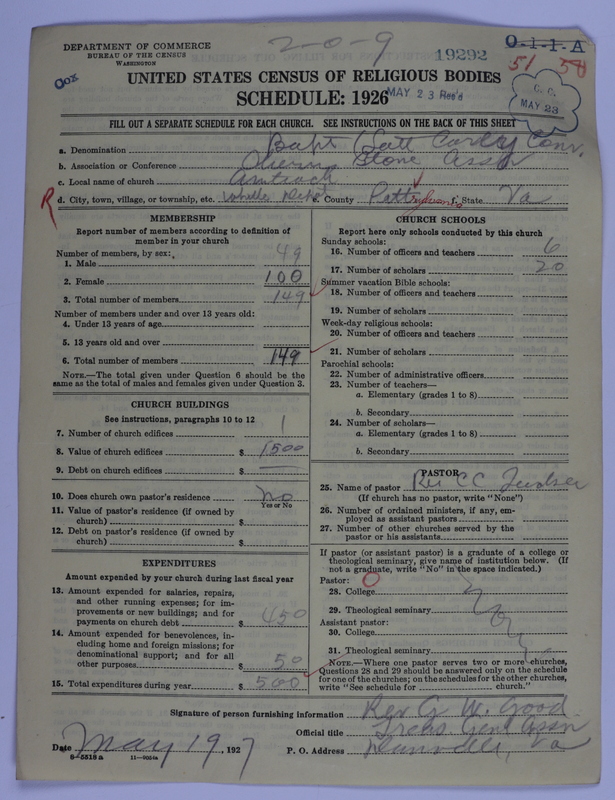 DEPARTMENT OF COMMERCE
BUREAU OF THE CENSUS
WASHINGTON
2-0-9
19292
0-1-1-A
51 58
Cox
UNITED STATES CENSUS OF RELIGIOUS BODIES
SCHEDULE: 1926
MAY 23 Rec'd
C. C.
MAY 23
FILL OUT A SEPARATE SCHEDULE FOR EACH CHURCH. SEE INSTRUCTIONS ON THE BACK OF THIS SHEET
a. Denomination Bapt Conv.
b. Association or Conference Stone Assn
c. Local name of church Antioch
R
d. City, town, village, or township, etc. Depot e. County Pittsylvania f. State Va
MEMBERSHIP
Report number of members according to definition of
member in your church
Number of members, by sex:
1. Male 49
2. Female 100
3. Total number of members 149
Number of members under and over 13 years old:
4. Under 13 years of age
5. 13 years old and over
6. Total number of members 149
NOTE.—The total given under Question 6 should be the
same as the total of males and females given under Question 3.
CHURCH BUILDINGS
See instructions, paragraphs 10 to 12
7. Number of church edifices 1
8. Value of church edifices $ 1500
9. Debt on church edifices $
10. Does church own pastor's residence no
Yes or No
11. Value of pastor's residence (if owned by
church) $
12. Debt on pastor's residence (if owned by
church) $
EXPENDITURES
Amount expended by your church during last fiscal year
13. Amount expended for salaries, repairs,
and other running expenses; for im-
provements or new buildings; and for
payments on church debt $ 450
14. Amount expended for benevolences, in-
cluding home and foreign missions; for
denominational support; and for all
other purposes $ 50
15. Total expenditures during year $ 500
CHURCH SCHOOLS
Report here only schools conducted by this church
Sunday schools:
16. Number of officers and teachers 6
17. Number of scholars 20
Summer vacation Bible schools:
18. Number of officers and teachers
19. Number of scholars
Week-day religious schools:
20. Number of officers and teachers
21. Number of scholars
Parochial schools:
22. Number of administrative officers
23. Number of teachers—
a. Elementary (grades 1 to 8)
b. Secondary
24. Number of scholars—
a. Elementary (grades 1 to 8)
b. Secondary
PASTOR
25. Name of pastor Rev C C
(If church has no pastor, write "None")
26. Number of ordained ministers, if any, em-
ployed as assistant pastors
27. Number of other churches served by the
pastor or his assistants
If pastor (or assistant pastor) is a graduate of a college or
theological seminary, give name of institution below. (If
not a graduate, write "No" in the space indicated.)
Pastor: O
28. College
29. Theological seminary
Assistant pastor:
30. College
31. Theological seminary
NOTE.—Where one pastor serves two or more churches,
Questions 28 and 29 should be answered only on the schedule
for one of the churches; on the schedules for the other churches,
write "See schedule for church."
Signature of person furnishing information Rev G. W. Good
Official title Genl Assn
Date May 19, 1927 P. O. Address Danville, Va
8-5518 a 11-9034a